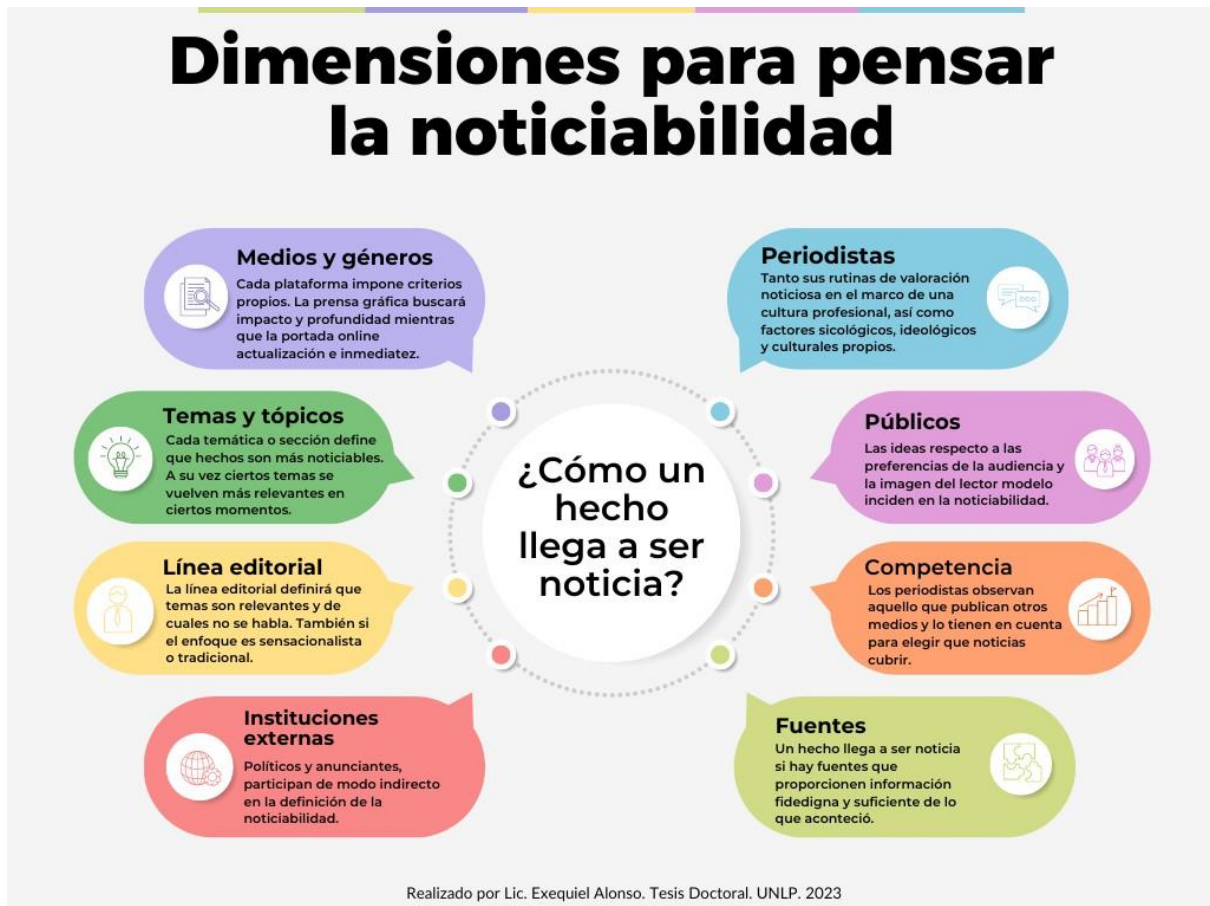 Dimensiones para pensar
la noticiabilidad
Medios y géneros
Cada plataforma impone criterios
propios. La prensa gráfica buscará
impacto y profundidad mientras
que la portada online
actualización e inmediatez.
Temas y tópicos
Cada temática o sección define
que hechos son más noticiables.
A su vez ciertos temas se
vuelven más relevantes en
ciertos momentos.
Línea editorial
La línea editorial definirá que
temas son relevantes y de
cuales no se habla. También si
el enfoque es sensacionalista
o tradicional.
Instituciones
externas
Políticos y anunciantes,
participan de modo indirecto
en la definición de la
noticiabilidad.
¿Cómo un
hecho
llega a ser
noticia?
Periodistas
Tanto sus rutinas de valoración
noticiosa en el marco de una
cultura profesional, así como
factores sicológicos, ideológicos
y culturales propios.
Públicos
Las ideas respecto a las
preferencias de la audiencia y
la imagen del lector modelo
inciden en la noticiabilidad.
Competencia
Los periodistas observan
aquello que publican otros
medios y lo tienen en cuenta
para elegir que noticias
cubrir.
Fuentes
Un hecho llega a ser noticia
si hay fuentes que
proporcionen información
fidedigna y suficiente de lo
que aconteció.
Realizado por Lic. Exequiel Alonso. Tesis Doctoral. UNLP. 2023